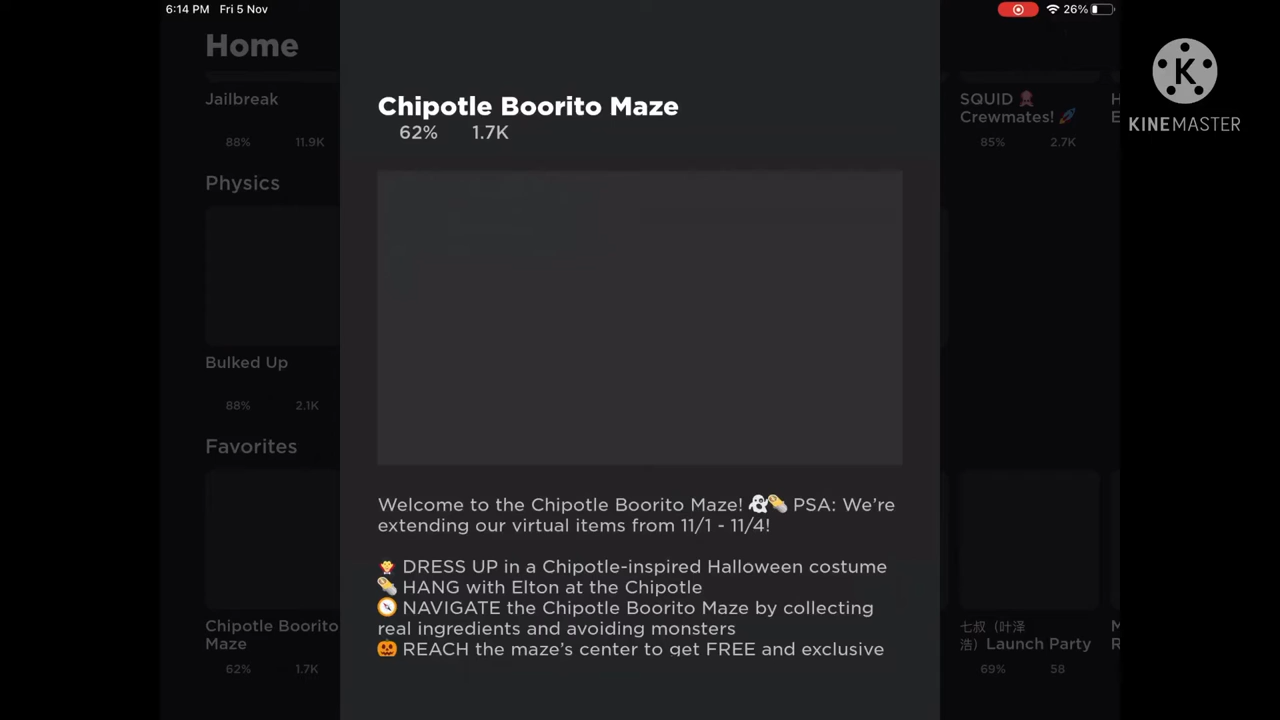 6:14 PM Fri 5 Nov
26%
Home
K
KINEMASTER
Jailbreak
88% 11.9K
SQUID 🦑
Crewmates! 🚀
85% 2.7K
H
E
Physics
Bulked Up
88% 2.1K
Favorites
Chipotle Boorito
Maze
62% 1.7K
七叔（叶泽
浩）Launch Party
69% 58
M
R
Chipotle Boorito Maze
62% 1.7K
Welcome to the Chipotle Boorito Maze! 👻🌯 PSA: We’re
extending our virtual items from 11/1 - 11/4!
🧛 DRESS UP in a Chipotle-inspired Halloween costume
🌯 HANG with Elton at the Chipotle
🧭 NAVIGATE the Chipotle Boorito Maze by collecting
real ingredients and avoiding monsters
🎃 REACH the maze’s center to get FREE and exclusive